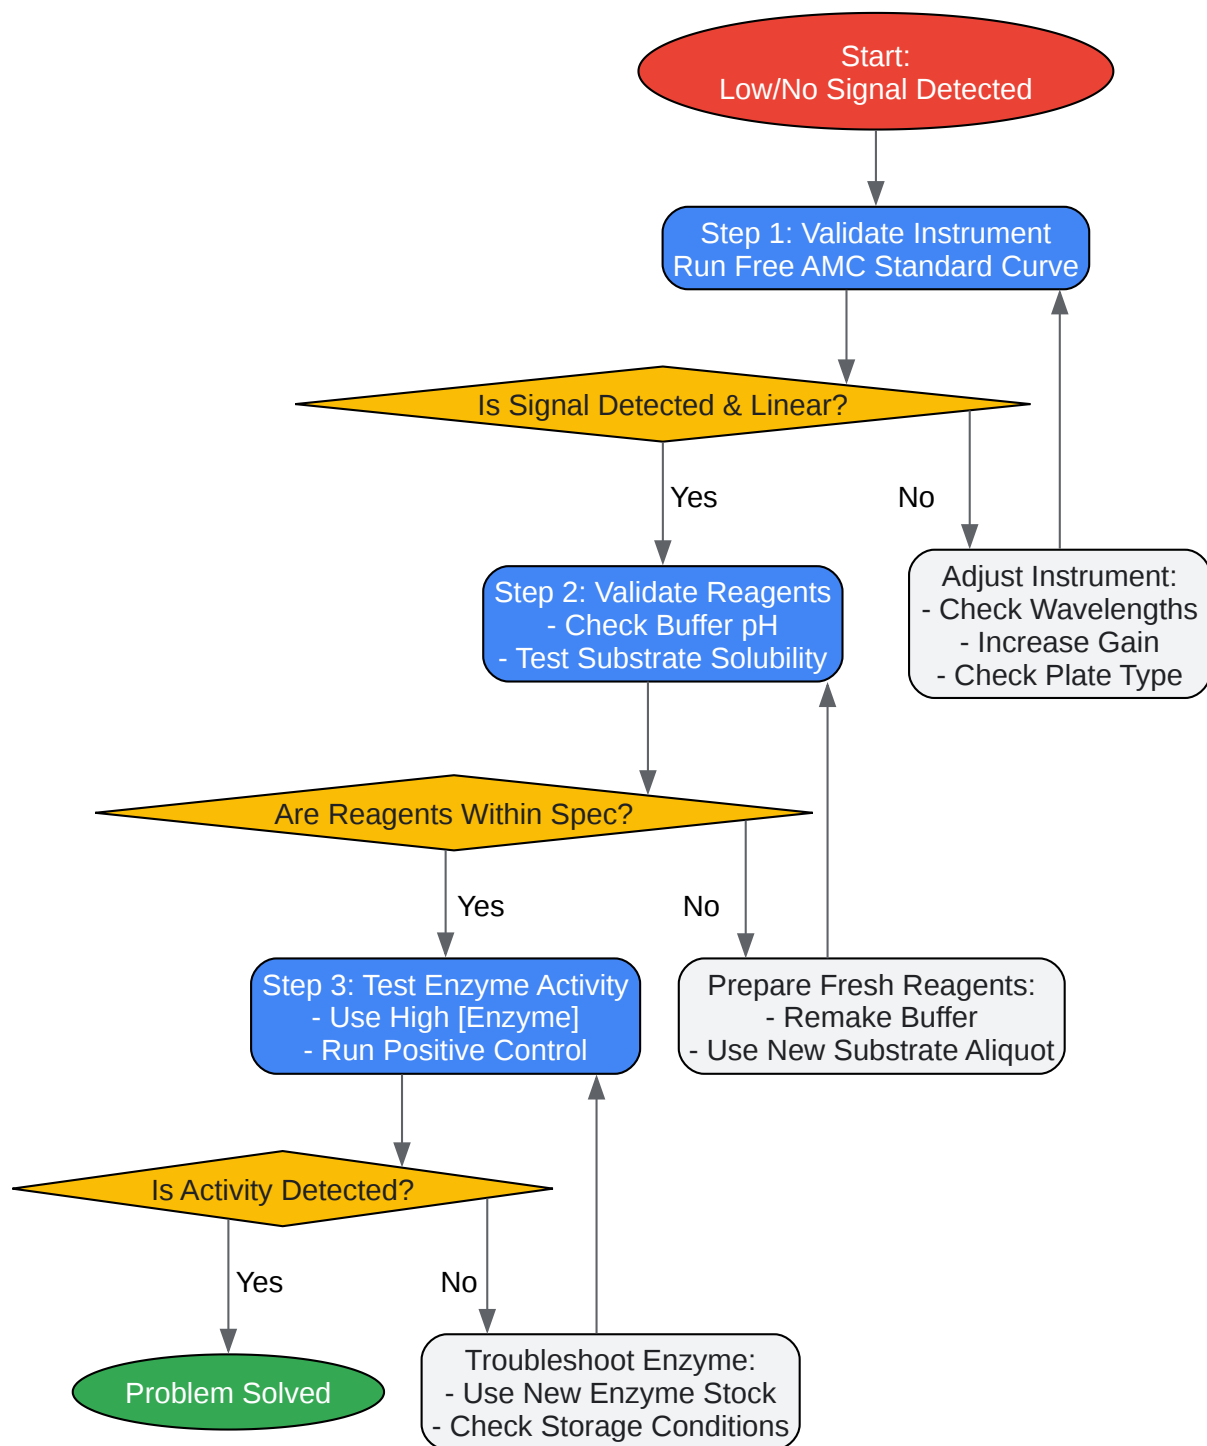 Start:
Low/No Signal Detected
Step 1: Validate Instrument
Run Free AMC Standard Curve
Is Signal Detected & Linear?
Yes
No
Step 2: Validate Reagents
- Check Buffer pH
- Test Substrate Solubility
Adjust Instrument:
- Check Wavelengths
- Increase Gain
- Check Plate Type
Are Reagents Within Spec?
Yes
No
Step 3: Test Enzyme Activity
- Use High [Enzyme]
- Run Positive Control
Prepare Fresh Reagents:
- Remake Buffer
- Use New Substrate Aliquot
Is Activity Detected?
Yes
No
Problem Solved
Troubleshoot Enzyme:
- Use New Enzyme Stock
- Check Storage Conditions